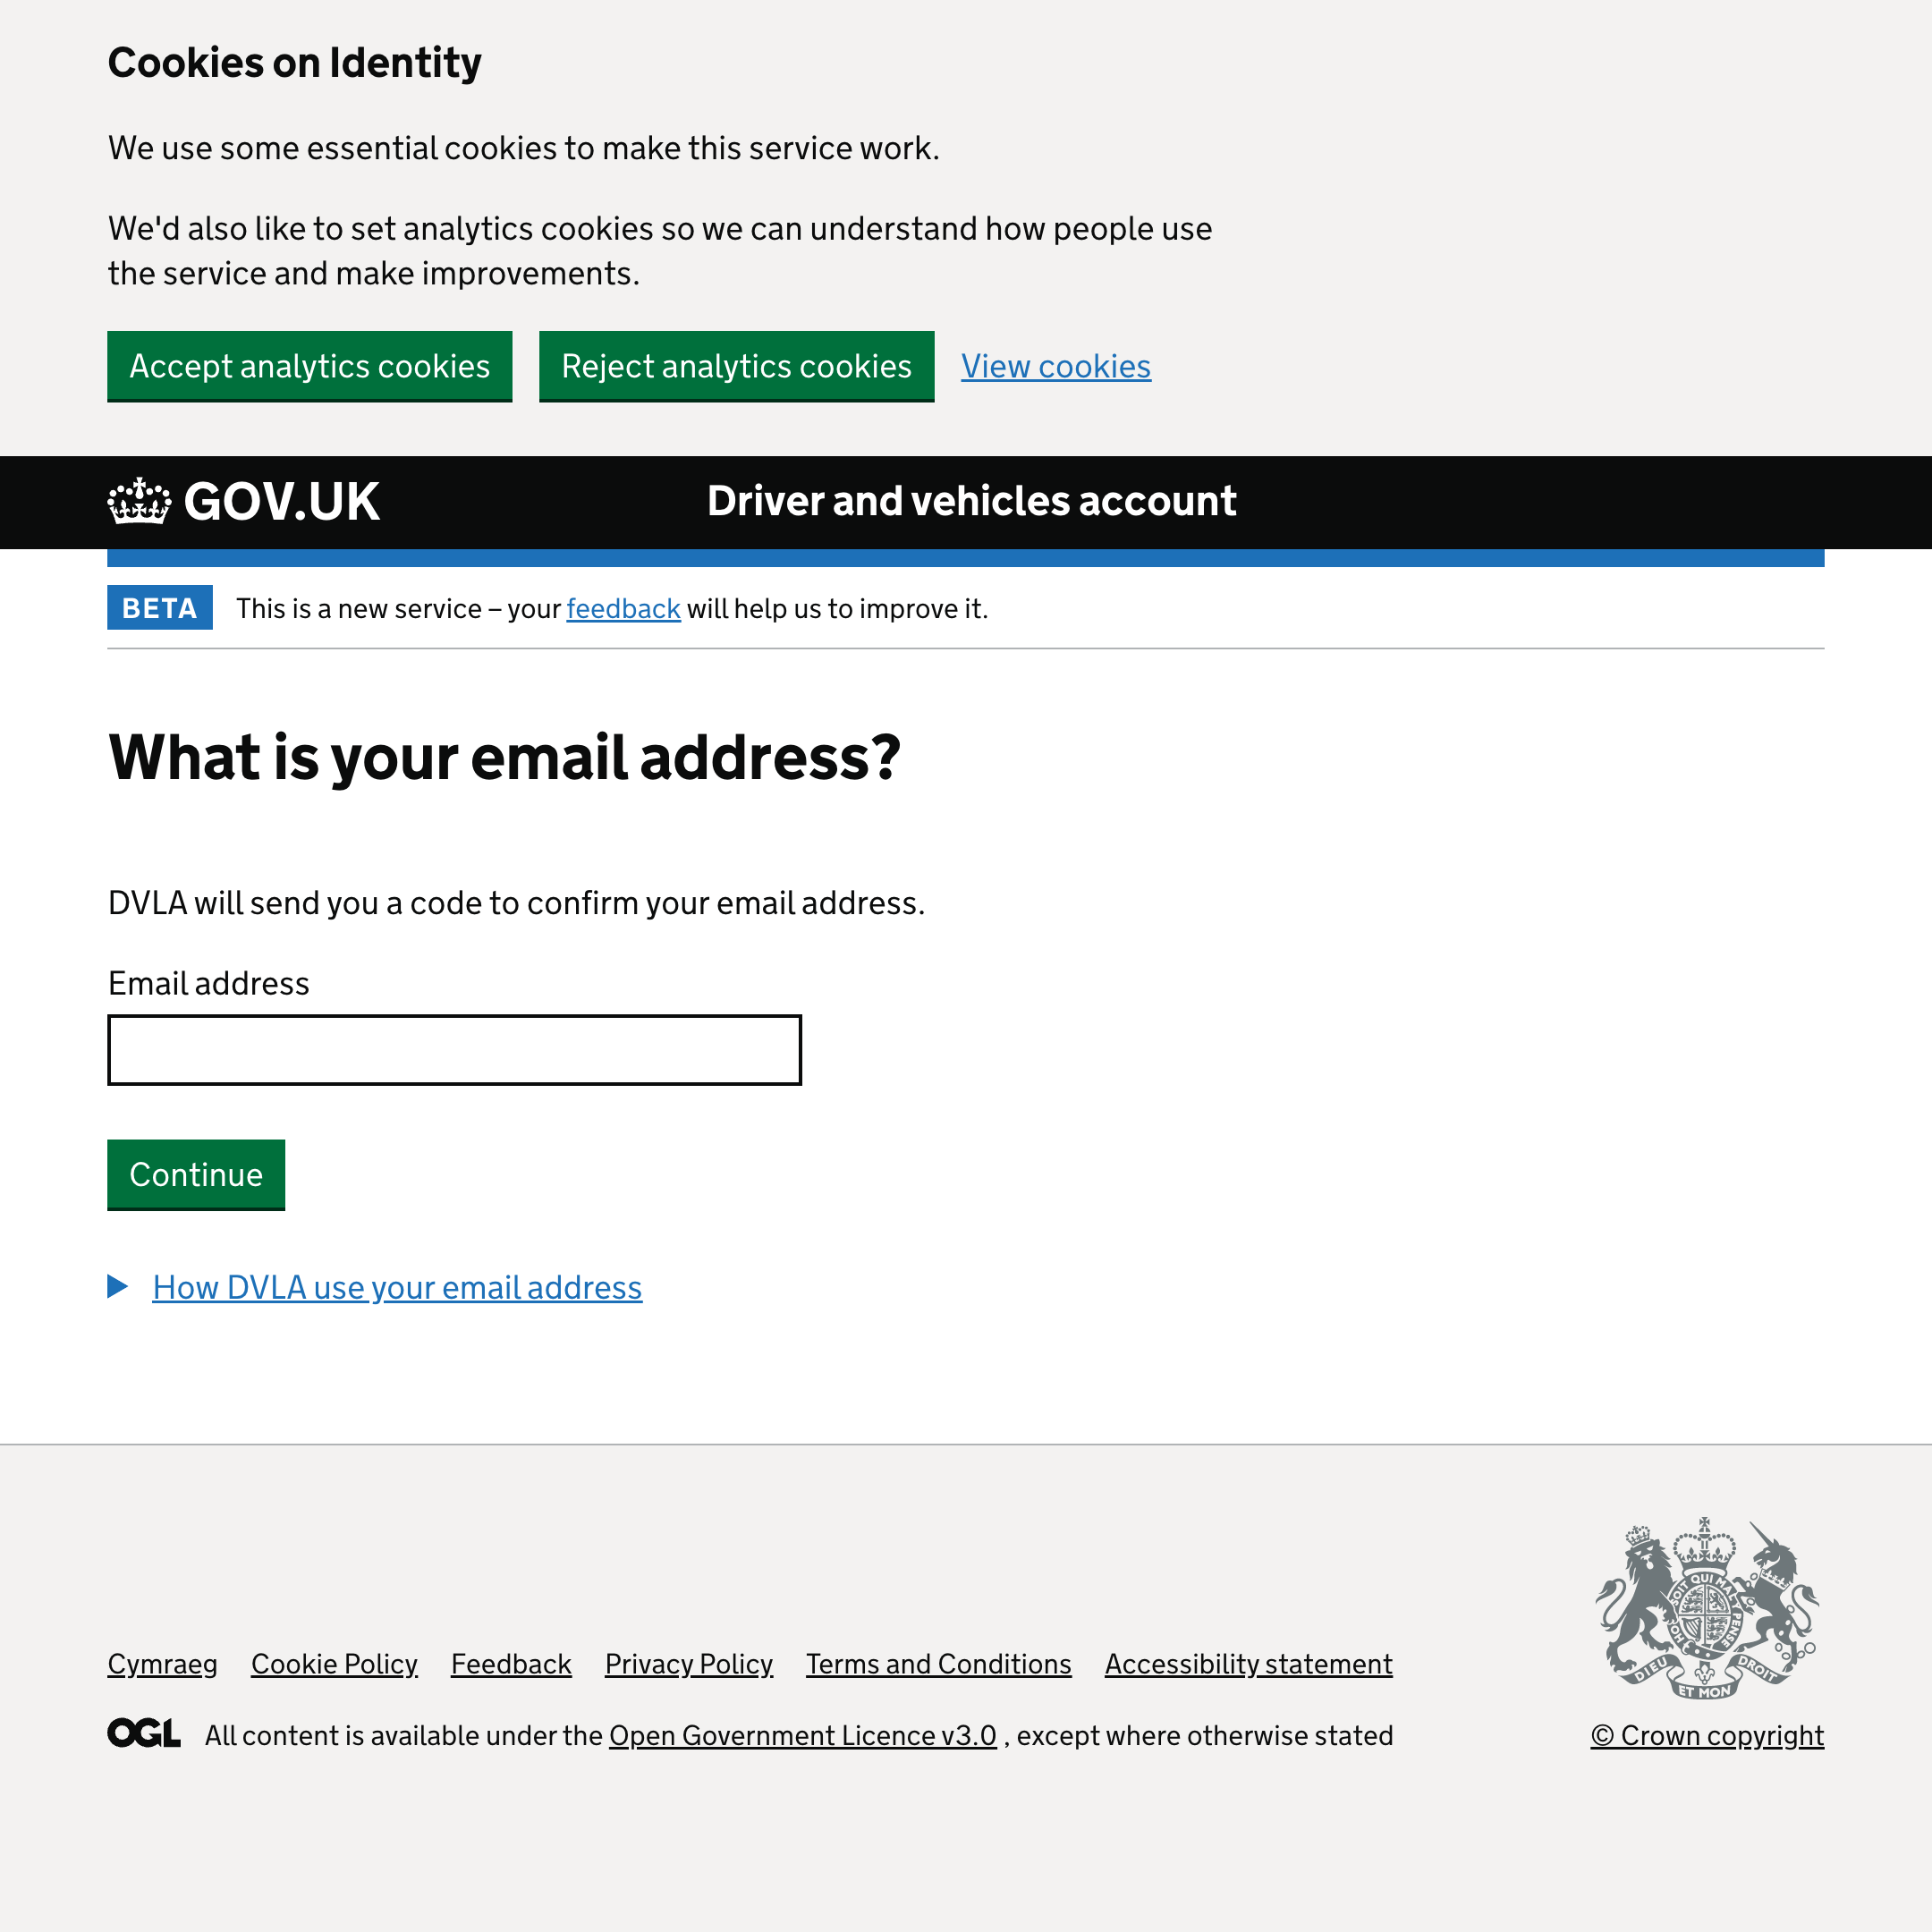 Cookies on Identity
We use some essential cookies to make this service work.
We'd also like to set analytics cookies so we can understand how people use
the service and make improvements.
Accept analytics cookies
Reject analytics cookies
View cookies
GOV.UK
Driver and vehicles account
BETA
This is a new service – your feedback will help us to improve it.
What is your email address?
DVLA will send you a code to confirm your email address.
Email address
Continue
How DVLA use your email address
SOIT QUI MAL Y PENSE
HONI
DIEU ET MON DROIT
Cymraeg
Cookie Policy
Feedback
Privacy Policy
Terms and Conditions
Accessibility statement
OGL
All content is available under the Open Government Licence v3.0 , except where otherwise stated
© Crown copyright